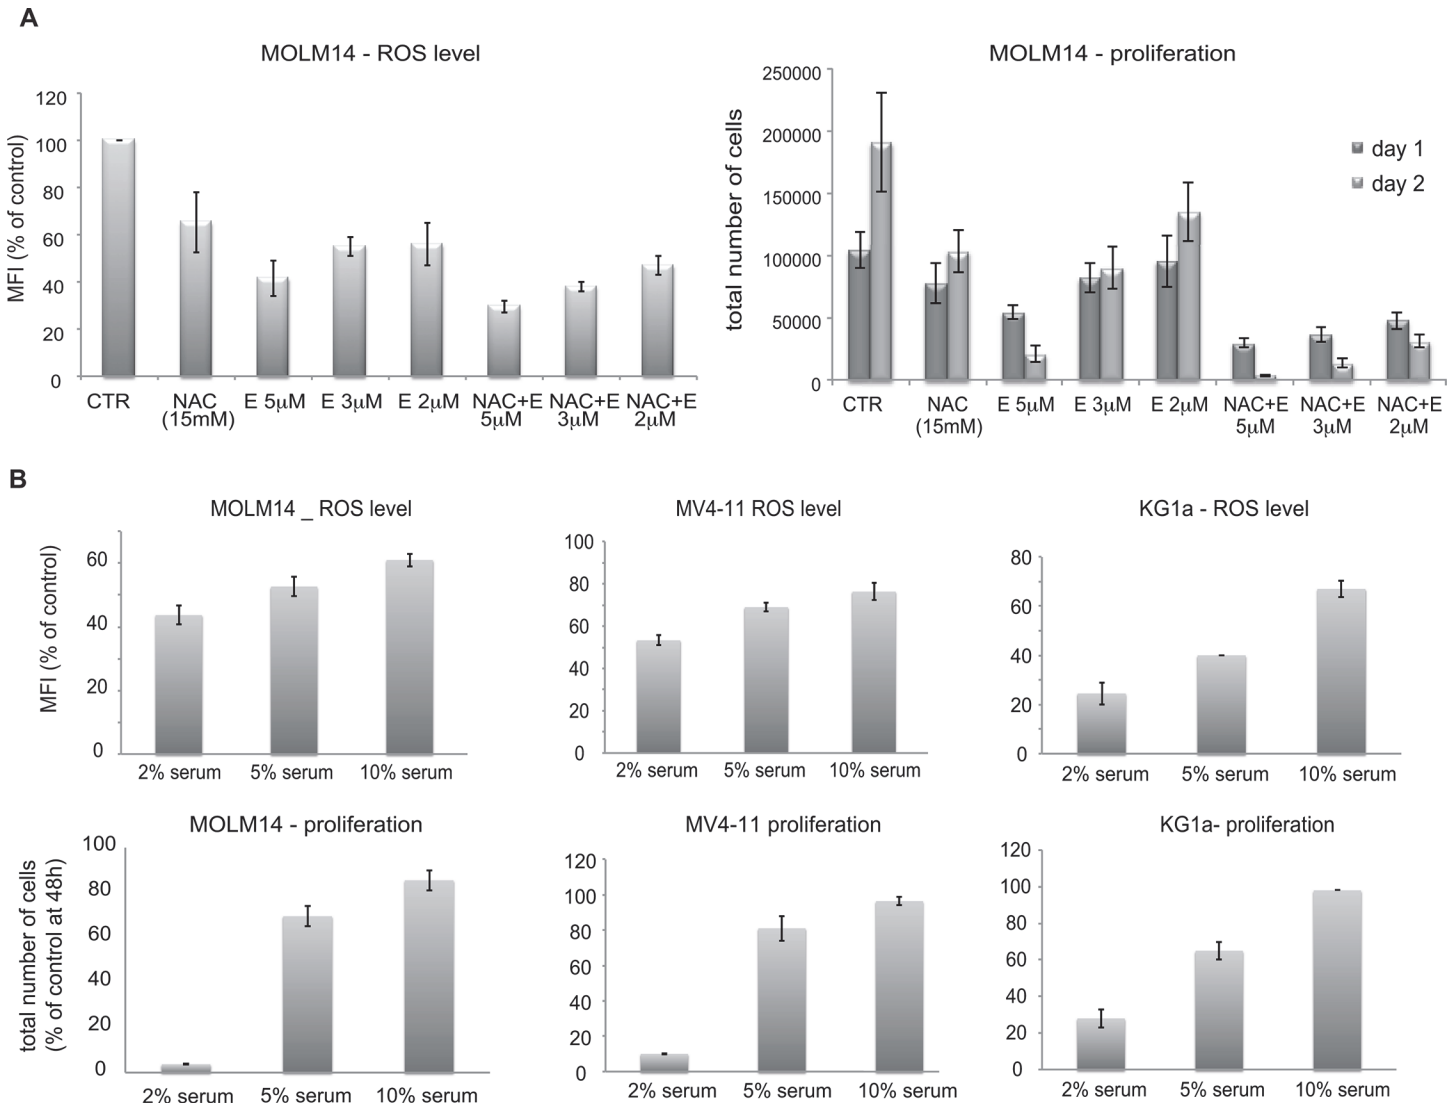 A
MOLM14 - ROS level
MFI (% of control)
120
100
80
60
40
20
0
CTR
NAC
(15mM)
E 5μM
E 3μM
E 2μM
NAC+E
5μM
NAC+E
3μM
NAC+E
2μM
MOLM14 - proliferation
total number of cells
250000
200000
150000
100000
50000
0
day 1
day 2
CTR
NAC
(15mM)
E 5μM
E 3μM
E 2μM
NAC+E
5μM
NAC+E
3μM
NAC+E
2μM
B
MOLM14 _ ROS level
MFI (% of control)
60
40
20
0
2% serum
5% serum
10% serum
MV4-11 ROS level
100
80
60
40
20
0
2% serum
5% serum
10% serum
KG1a - ROS level
80
60
40
20
0
2% serum
5% serum
10% serum
MOLM14 - proliferation
total number of cells
(% of control at 48h)
100
80
60
40
20
0
2% serum
5% serum
10% serum
MV4-11 proliferation
120
100
80
60
40
20
0
2% serum
5% serum
10% serum
KG1a- proliferation
120
100
80
60
40
20
0
2% serum
5% serum
10% serum